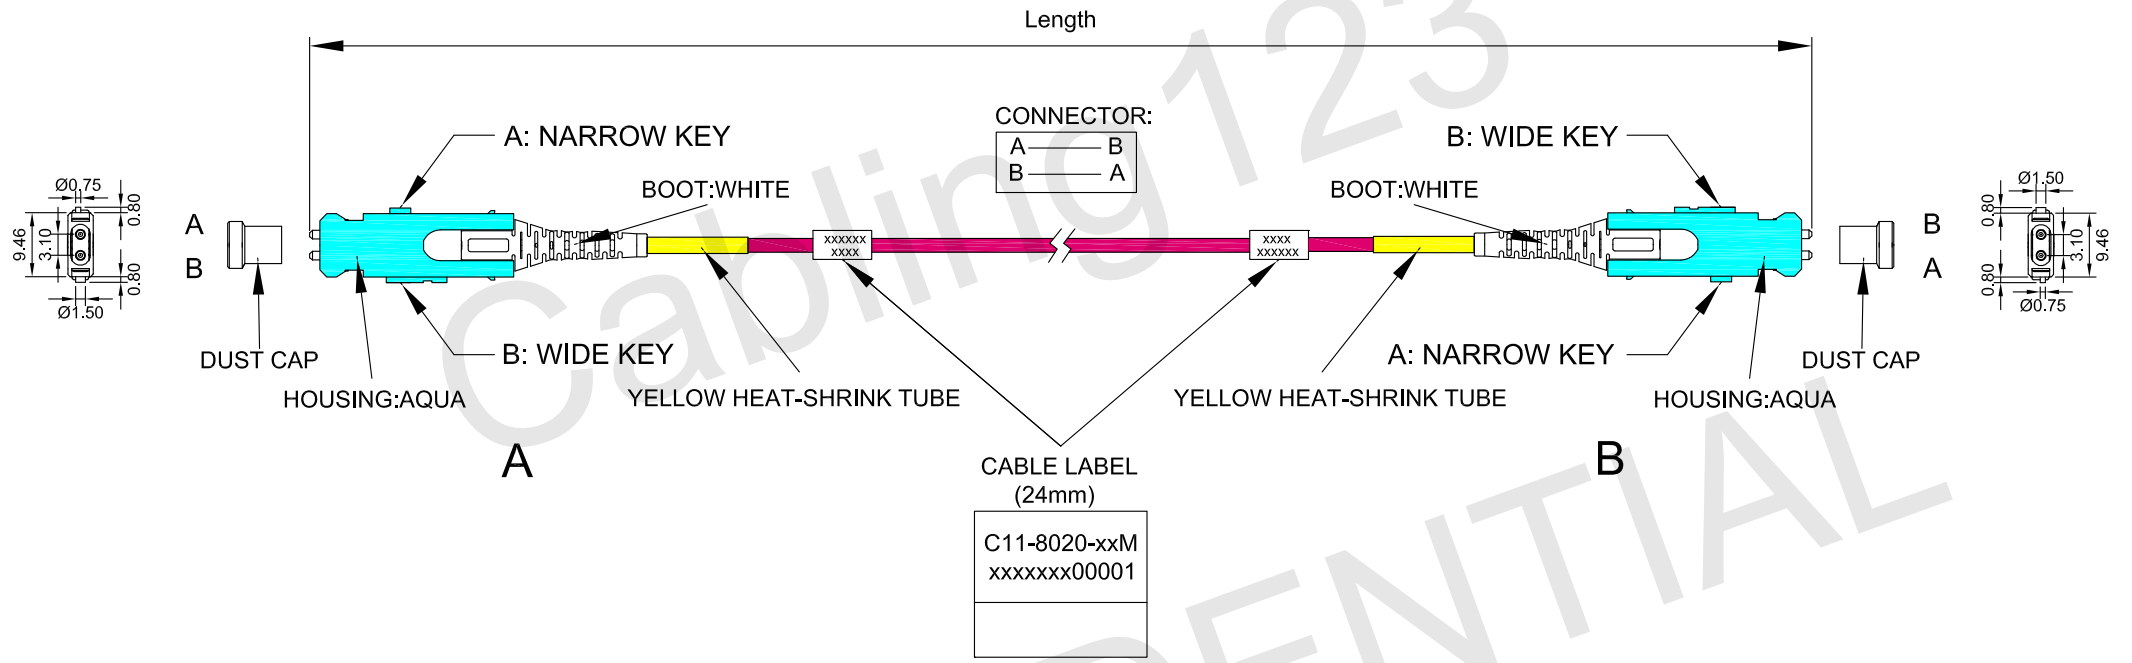 Length
CONNECTOR:
A B
B A
A: NARROW KEY
B: WIDE KEY
BOOT:WHITE
BOOT:WHITE
Ø0.75
0.80
9.46
3.10
0.80
Ø1.50
A
B
xxxxxx
xxxx
xxxx
xxxxxx
B
A
Ø1.50
0.80
3.10
9.46
0.80
Ø0.75
DUST CAP
B: WIDE KEY
A: NARROW KEY
DUST CAP
HOUSING:AQUA
YELLOW HEAT-SHRINK TUBE
YELLOW HEAT-SHRINK TUBE
HOUSING:AQUA
A
B
CABLE LABEL
(24mm)
C11-8020-xxM
xxxxxxx00001
Cabling123
DENTIAL